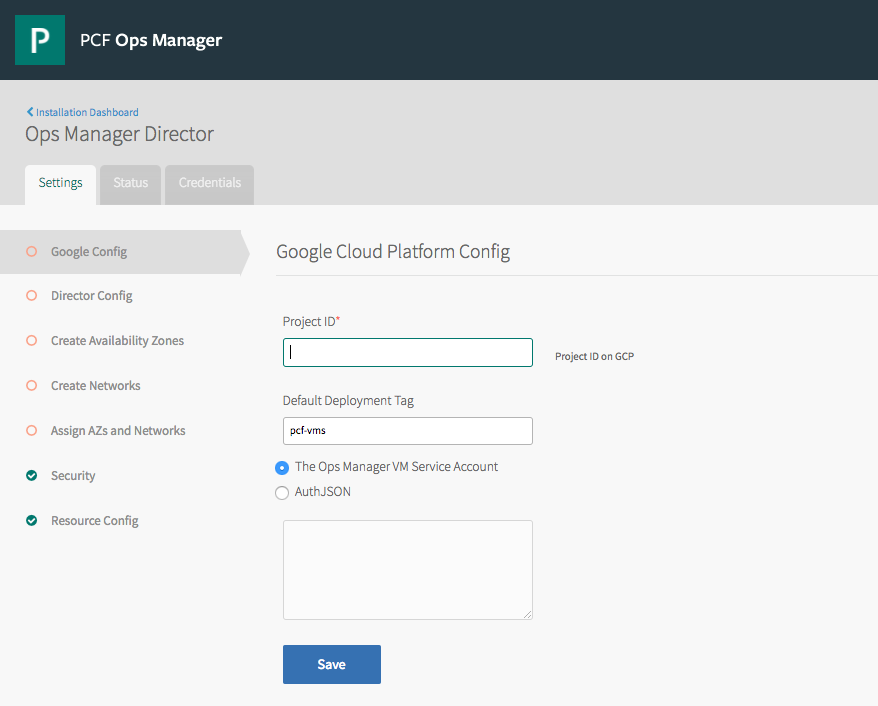 P PCF Ops Manager
Installation Dashboard
Ops Manager Director
Settings Status Credentials
Google Config
Director Config
Create Availability Zones
Create Networks
Assign AZs and Networks
Security
Resource Config
Google Cloud Platform Config
Project ID*
Project ID on GCP
Default Deployment Tag
pcf-vms
The Ops Manager VM Service Account
AuthJSON
Save